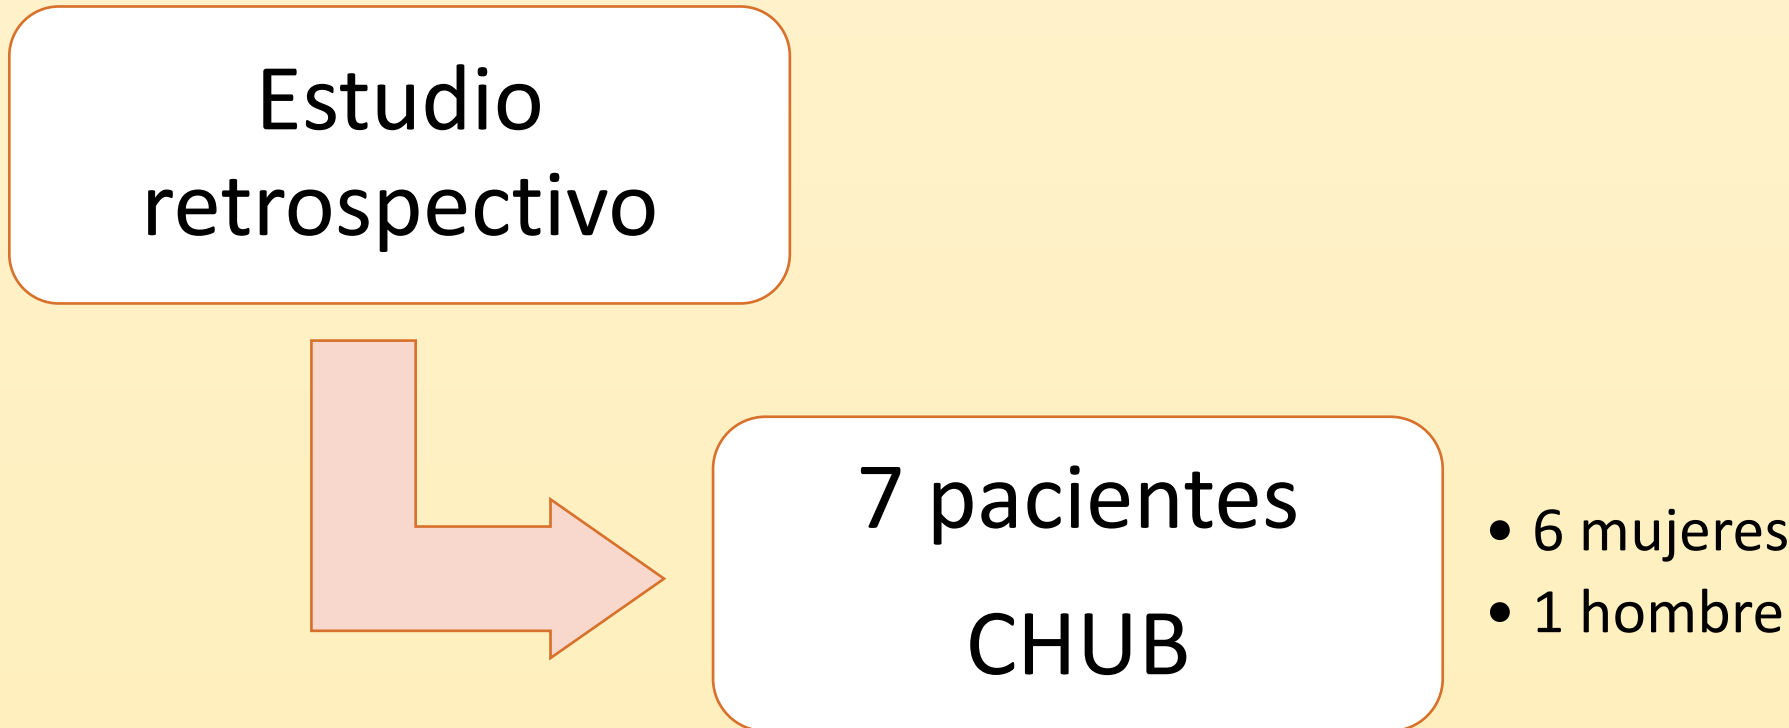 Estudio
retrospectivo
7 pacientes
CHUB
• 6 mujeres
• 1 hombre